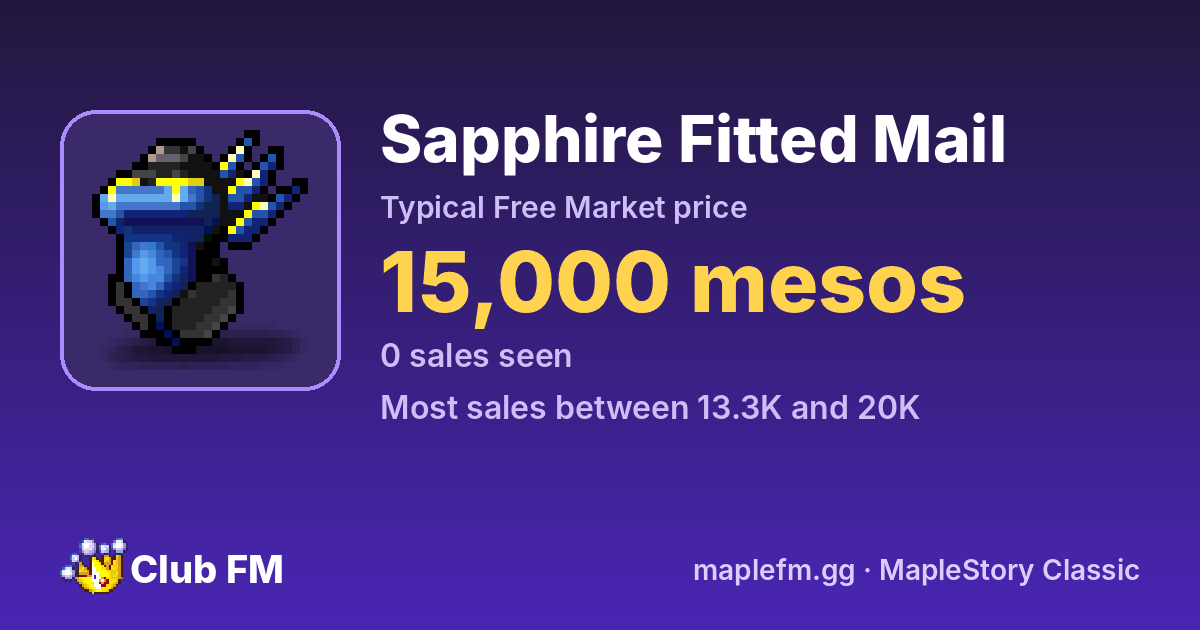 Sapphire Fitted Mail
Typical Free Market price
15,000 mesos
0 sales seen
Most sales between 13.3K and 20K
Club FM
maplefm.gg · MapleStory Classic